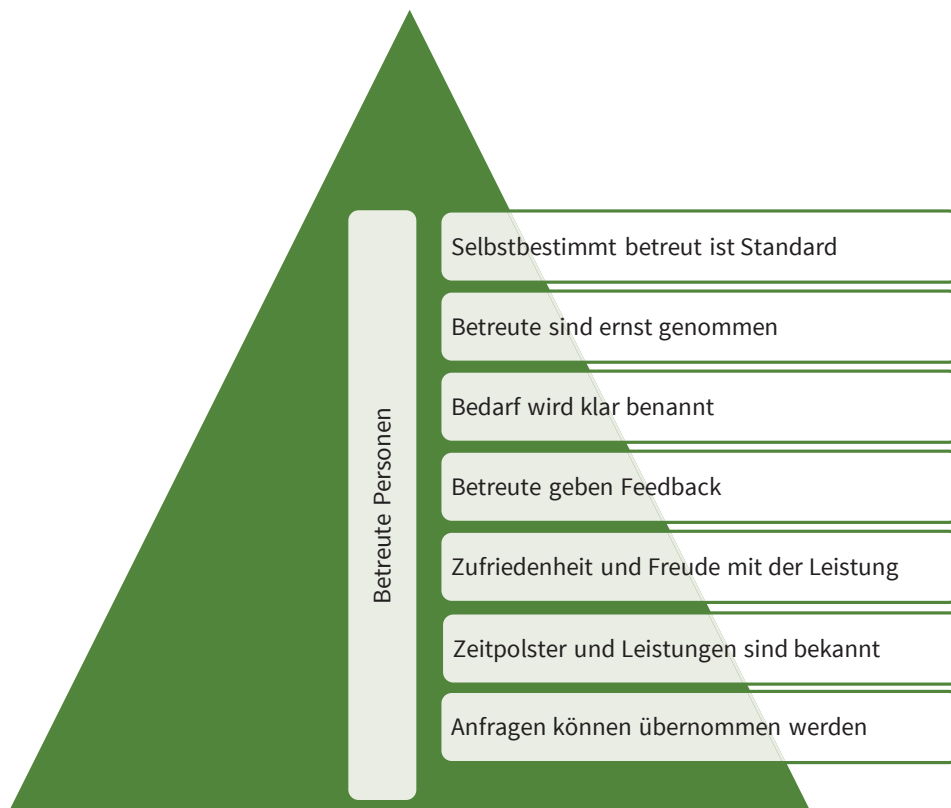 Betreute Personen
Selbstbestimmt betreut ist Standard
Betreute sind ernst genommen
Bedarf wird klar benannt
Betreute geben Feedback
Zufriedenheit und Freude mit der Leistung
Zeitpolster und Leistungen sind bekannt
Anfragen können übernommen werden